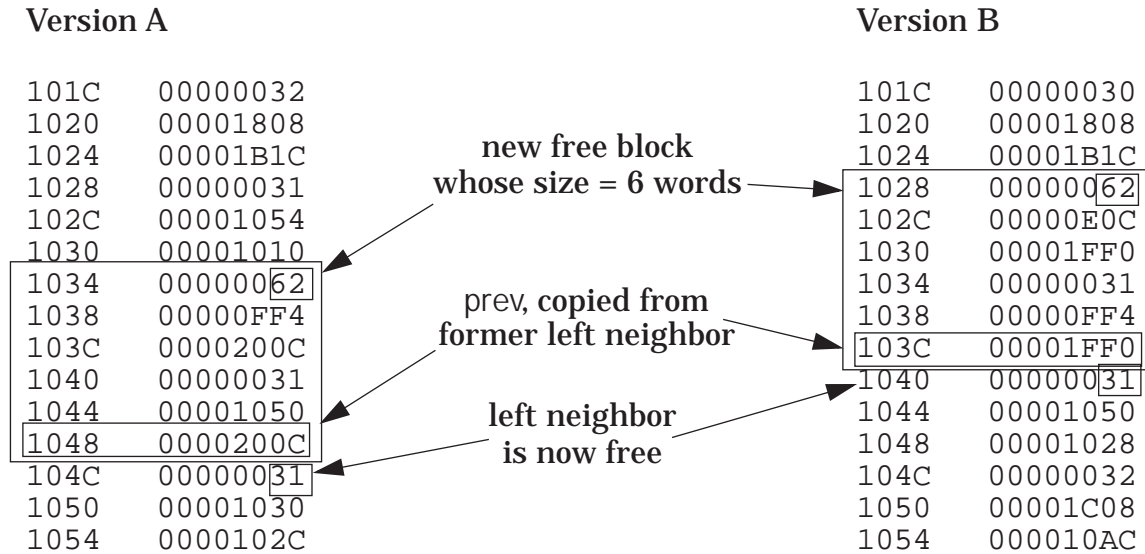 Version A
101C 00000032
1020 00001808
1024 00001B1C
1028 00000031
102C 00001054
1030 00001010
1034 00000062
1038 00000FF4
103C 0000200C
1040 00000031
1044 00001050
1048 0000200C
104C 00000031
1050 00001030
1054 0000102C
new free block
whose size = 6 words
prev, copied from
former left neighbor
left neighbor
is now free
Version B
101C 00000030
1020 00001808
1024 00001B1C
1028 00000062
102C 00000E0C
1030 00001FF0
1034 00000031
1038 00000FF4
103C 00001FF0
1040 00000031
1044 00001050
1048 00001028
104C 00000032
1050 00001C08
1054 000010AC